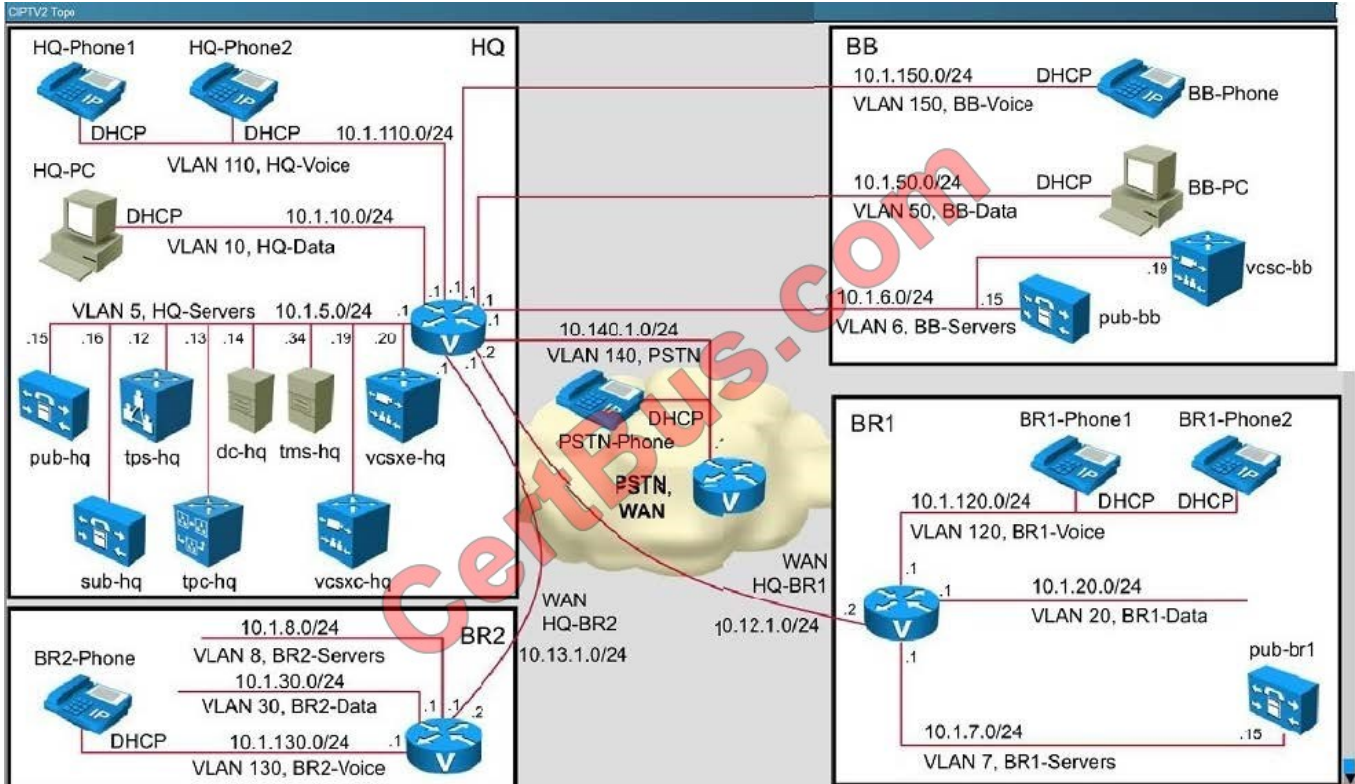 CIPTV2 Topo
HQ
HQ-Phone1
HQ-Phone2
DHCP
DHCP
10.1.110.0/24
VLAN 110, HQ-Voice
HQ-PC
DHCP
10.1.10.0/24
VLAN 10, HQ-Data
VLAN 5, HQ-Servers
10.1.5.0/24
.1
.1
.1
.1
.1
.1
.1
.1
.2
V
.15
.16
.12
.13
.14
.34
.19
.20
pub-hq
tps-hq
dc-hq
tms-hq
vcsxe-hq
sub-hq
tpc-hq
vcsxc-hq
BB
10.1.150.0/24
DHCP
VLAN 150, BB-Voice
IP
BB-Phone
10.1.50.0/24
DHCP
VLAN 50, BB-Data
BB-PC
10.1.6.0/24
.15
.19
vcsc-bb
VLAN 6, BB-Servers
pub-bb
10.140.1.0/24
VLAN 140, PSTN
IP
DHCP
PSTN-Phone
PSTN,
WAN
V
WAN
HQ-BR1
10.12.1.0/24
WAN
HQ-BR2
10.13.1.0/24
BR2
10.1.8.0/24
VLAN 8, BR2-Servers
BR2-Phone
10.1.30.0/24
VLAN 30, BR2-Data
IP
DHCP
10.1.130.0/24
VLAN 130, BR2-Voice
.1
.1
.1
.2
V
BR1
BR1-Phone1
BR1-Phone2
IP
IP
10.1.120.0/24
DHCP
DHCP
VLAN 120, BR1-Voice
.1
.2
.1
V
10.1.20.0/24
VLAN 20, BR1-Data
.1
pub-br1
10.1.7.0/24
.15
VLAN 7, BR1-Servers
CertBus.com